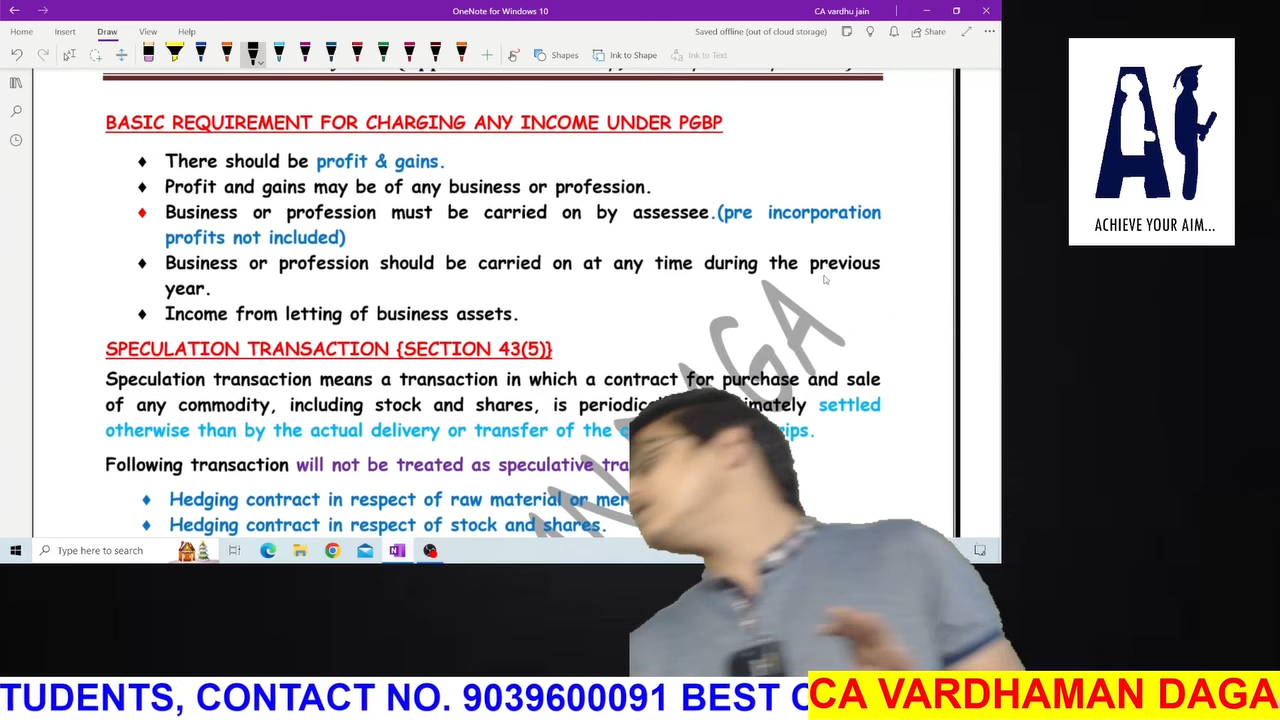 OneNote for Windows 10
CA vardhu jain
Home Insert Draw View Help
Saved offline (out of cloud storage)
Share
Shapes
Ink to Shape
Ink to Text
BASIC REQUIREMENT FOR CHARGING ANY INCOME UNDER PGBP
There should be profit & gains.
Profit and gains may be of any business or profession.
Business or profession must be carried on by assessee.(pre incorporation
profits not included)
Business or profession should be carried on at any time during the previous
year.
Income from letting of business assets.
SPECULATION TRANSACTION {SECTION 43(5)}
Speculation transaction means a transaction in which a contract for purchase and sale
of any commodity, including stock and shares, is settled
otherwise than by the actual delivery or transfer of the
Following transaction will not be treated as speculative
Hedging contract in respect of raw material or
Hedging contract in respect of stock and shares.
Type here to search
ACHIEVE YOUR AIM...
TUDENTS, CONTACT NO. 9039600091 BEST
CA VARDHAMAN DAGA